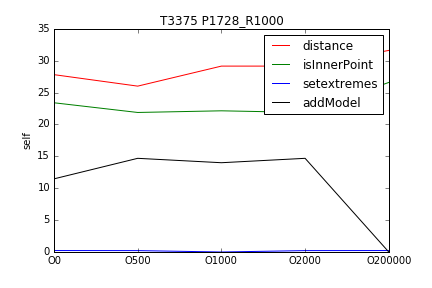 T3375 P1728_R1000
35
30
25
20
15
10
5
0
self
distance
isInnerPoint
setextremes
addModel
O0 O500 O1000 O2000 O200000